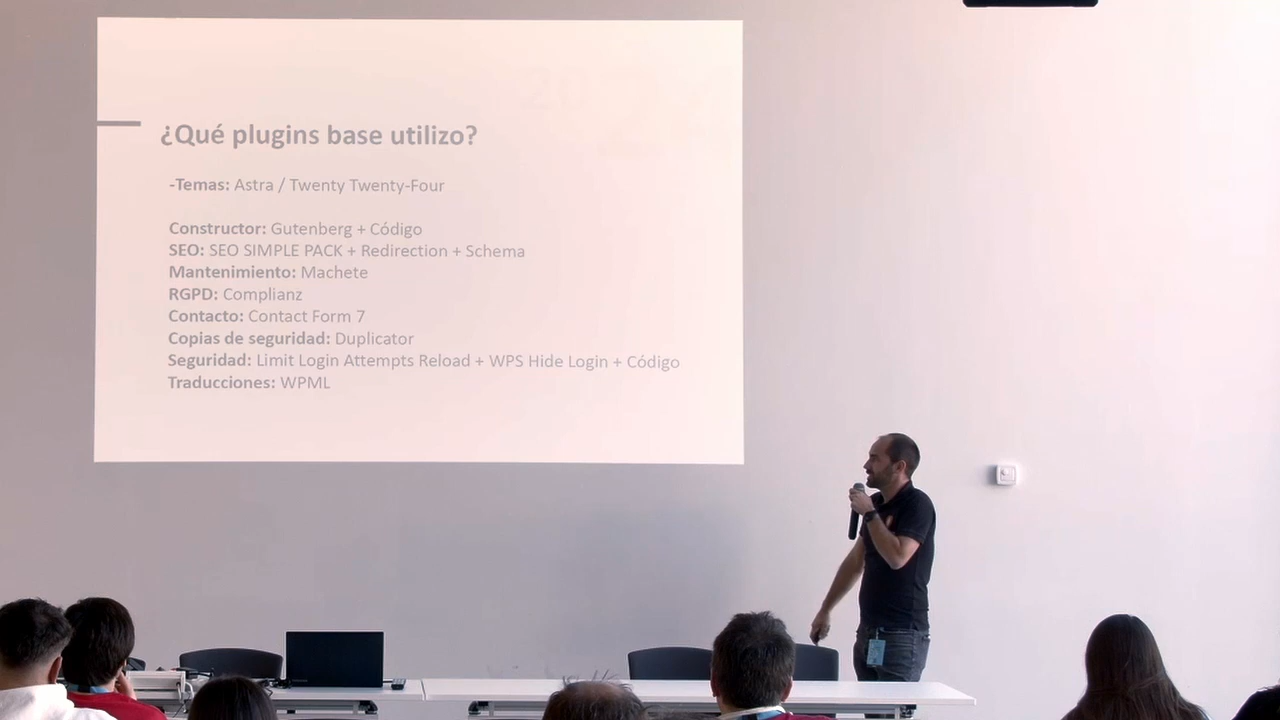 ¿Qué plugins base utilizo?
-Temas: Astra / Twenty Twenty-Four
Constructor: Gutenberg + Código
SEO: SEO SIMPLE PACK + Redirection + Schema
Mantenimiento: Machete
RGPD: Complianz
Contacto: Contact Form 7
Copias de seguridad: Duplicator
Seguridad: Limit Login Attempts Reload + WPS Hide Login + Código
Traducciones: WPML